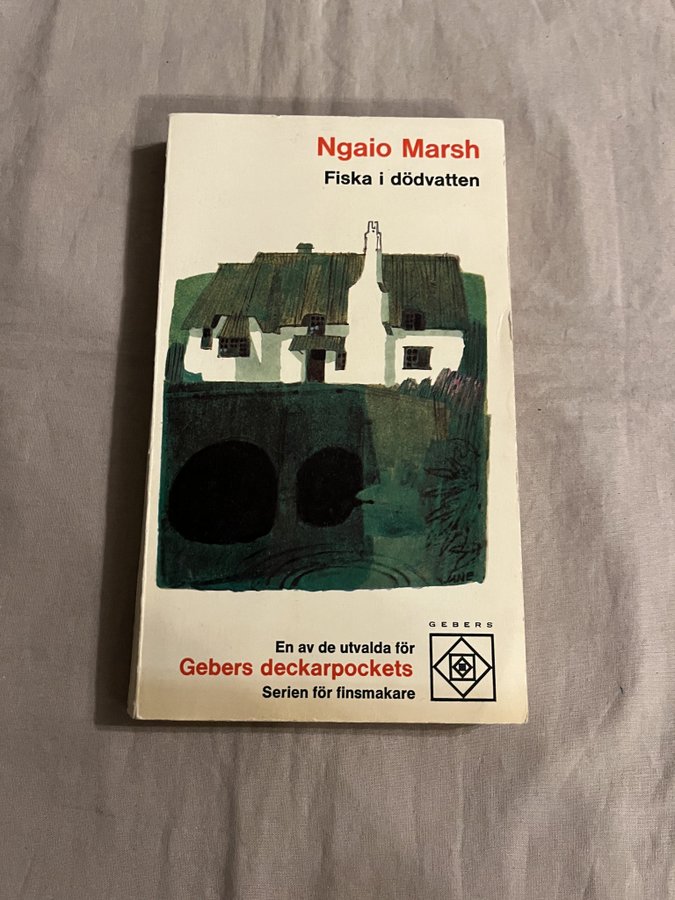 Ngaio Marsh
Fiska i dödvatten
GEBERS
En av de utvalda för
Gebers deckarpockets
Serien för finsmakare